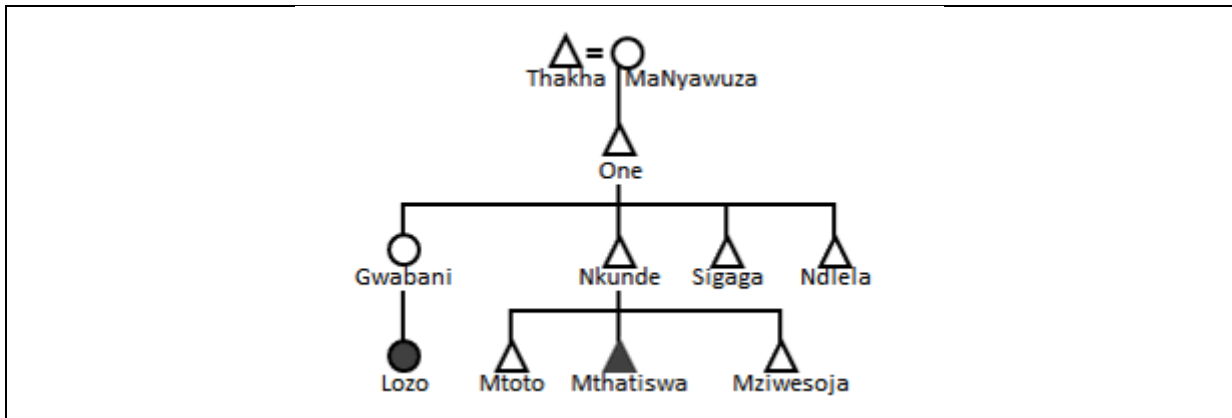 Thakha MaNyawuza
One
Gwabani Nkunde Sigaga Ndlela
Lozo Mtoto Mthatiswa Mziwesoja